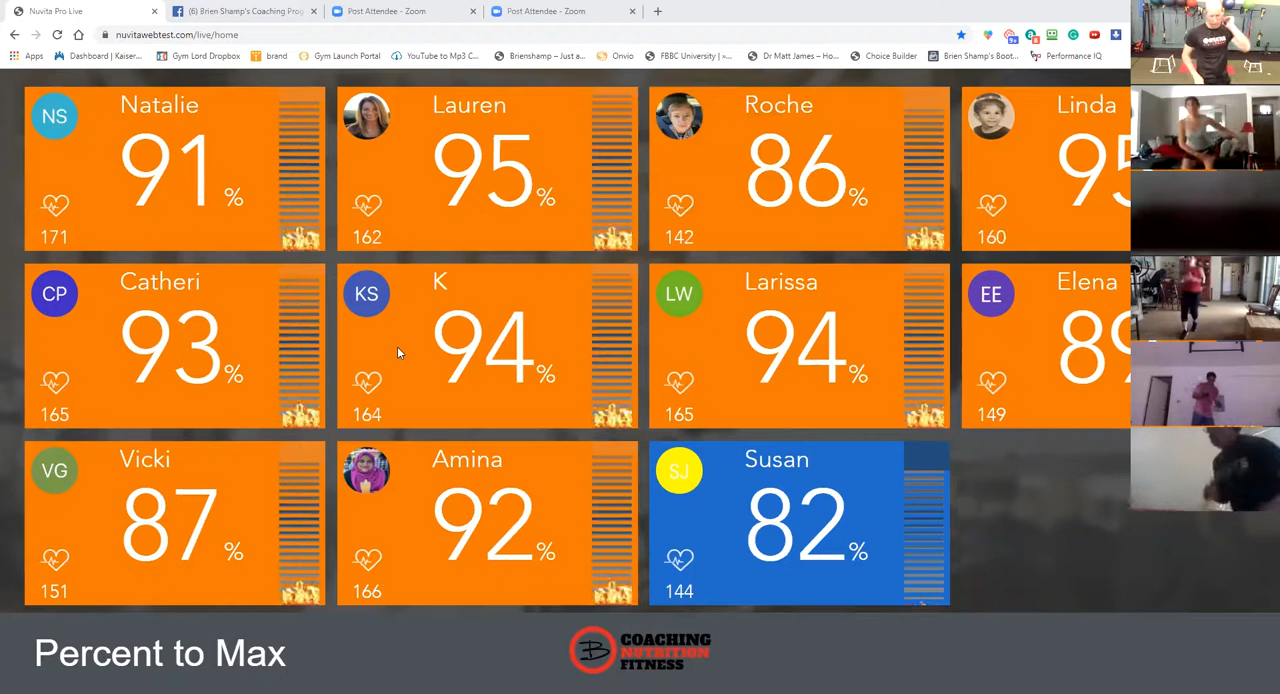 Nuvita Pro Live
(6) Brien Shamp's Coaching Prog
Post Attendee - Zoom
Post Attendee - Zoom
nuvitawebtest.com/live/home
9+
Apps
Dashboard | Kaiser...
Gym Lord Dropbox
brand
Gym Launch Portal
YouTube to Mp3 C...
Brienshamp – Just a...
Onvio
FBBC University | »...
Dr Matt James – Ho...
Choice Builder
Brien Shamp's Boot...
Performance IQ
NS
Natalie
91 %
171
Lauren
95 %
162
Roche
86 %
142
Linda
95
160
CP
Catheri
93 %
165
KS
K
94 %
164
LW
Larissa
94 %
165
EE
Elena
89
149
VG
Vicki
87 %
151
Amina
92 %
166
SJ
Susan
82 %
144
Percent to Max
B
COACHING
NUTRITION
FITNESS